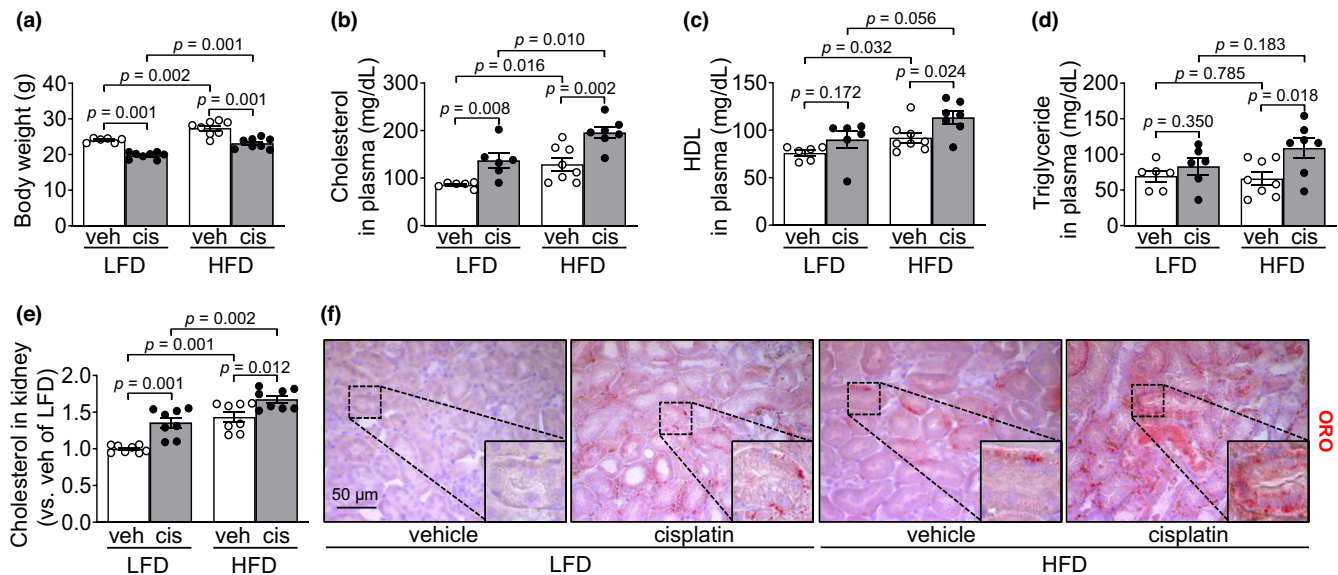 (a)
p = 0.001
p = 0.002
p = 0.001
p = 0.001
Body weight (g)
40
30
20
10
0
veh cis veh cis
LFD HFD
(b)
p = 0.010
p = 0.016
p = 0.002
p = 0.008
Cholesterol
in plasma (mg/dL)
300
200
100
0
veh cis veh cis
LFD HFD
(c)
p = 0.056
p = 0.032
p = 0.024
p = 0.172
HDL
in plasma (mg/dL)
150
100
50
0
veh cis veh cis
LFD HFD
(d)
p = 0.183
p = 0.785
p = 0.018
p = 0.350
Triglyceride
in plasma (mg/dL)
200
150
100
50
0
veh cis veh cis
LFD HFD
(e)
p = 0.002
p = 0.001
p = 0.012
p = 0.001
Cholesterol in kidney
(vs. veh of LFD)
2.0
1.5
1.0
0.5
0.0
veh cis veh cis
LFD HFD
(f)
50 µm
ORO
vehicle cisplatin vehicle cisplatin
LFD HFD